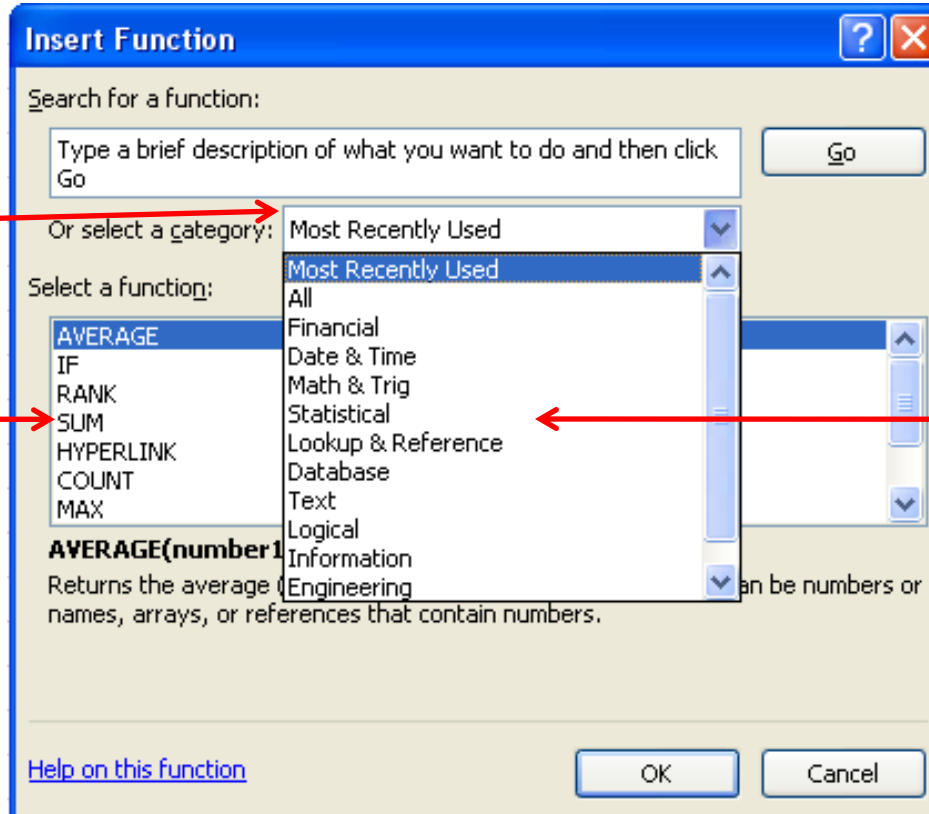 Insert Function
Search for a function:
Type a brief description of what you want to do and then click
Go
Go
Or select a category: Most Recently Used
Most Recently Used
All
Financial
Date & Time
Math & Trig
Statistical
Lookup & Reference
Database
Text
Logical
Information
Engineering
Select a function:
AVERAGE
IF
RANK
SUM
HYPERLINK
COUNT
MAX
AVERAGE(number1
Returns the average ( an be numbers or
names, arrays, or references that contain numbers.
Help on this function
OK
Cancel